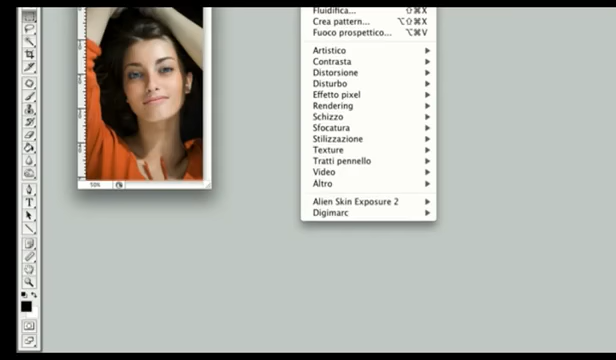 Fluidifica... ⇧⌘X
Crea pattern... ⌥⇧⌘X
Fuoco prospettico... ⌥⌘V
Artistico
Contrasta
Distorsione
Disturbo
Effetto pixel
Rendering
Schizzo
Sfocatura
Stilizzazione
Texture
Tratti pennello
Video
Altro
Alien Skin Exposure 2
Digimarc
50%